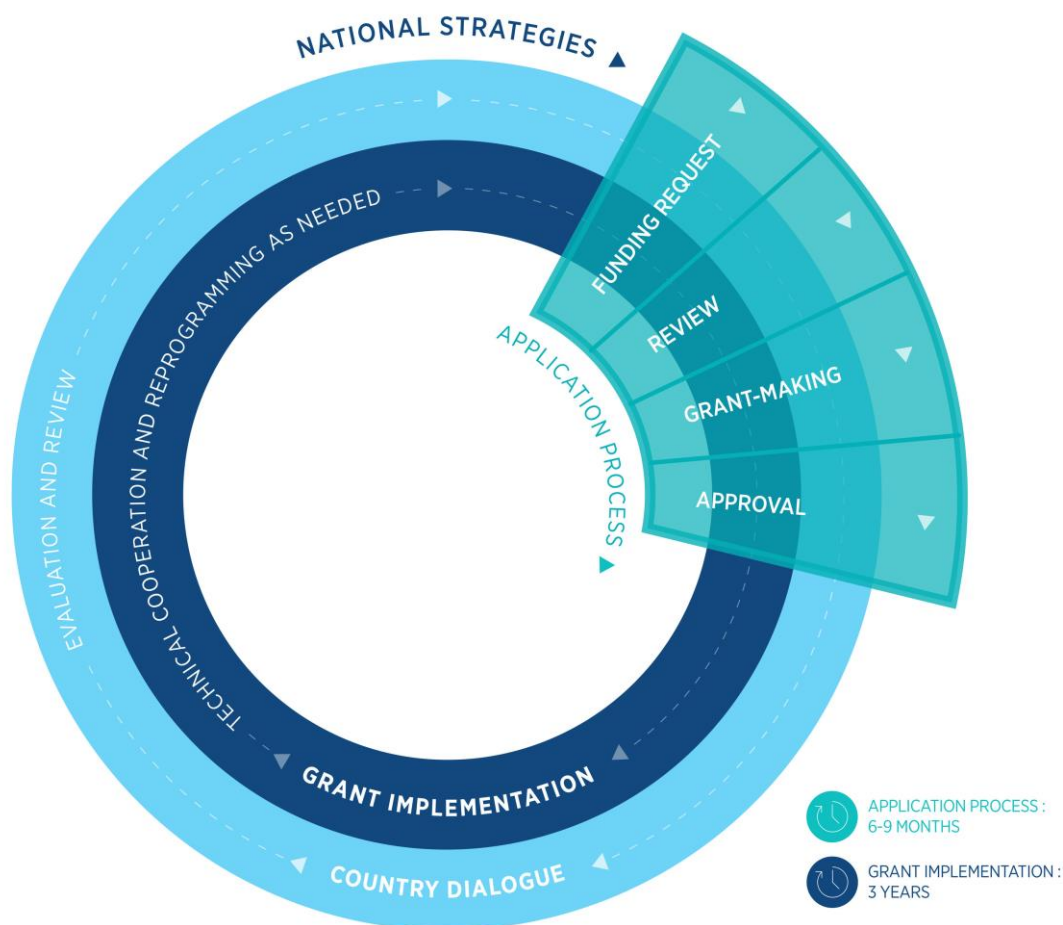 NATIONAL STRATEGIES
FUNDING REQUEST
REVIEW
GRANT-MAKING
APPROVAL
APPLICATION PROCESS
TECHNICAL COOPERATION AND REPROGRAMMING AS NEEDED
EVALUATION AND REVIEW
GRANT IMPLEMENTATION
COUNTRY DIALOGUE
APPLICATION PROCESS :
6-9 MONTHS
GRANT IMPLEMENTATION :
3 YEARS